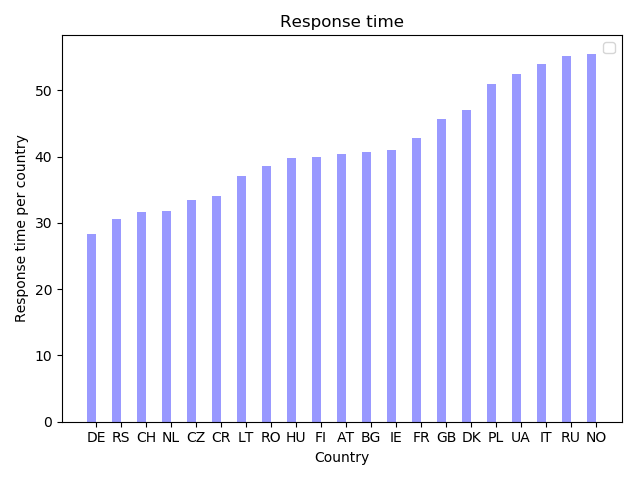 Response time
Response time per country
50
40
30
20
10
0
DE RS CH NL CZ CR LT RO HU FI AT BG IE FR GB DK PL UA IT RU NO
Country